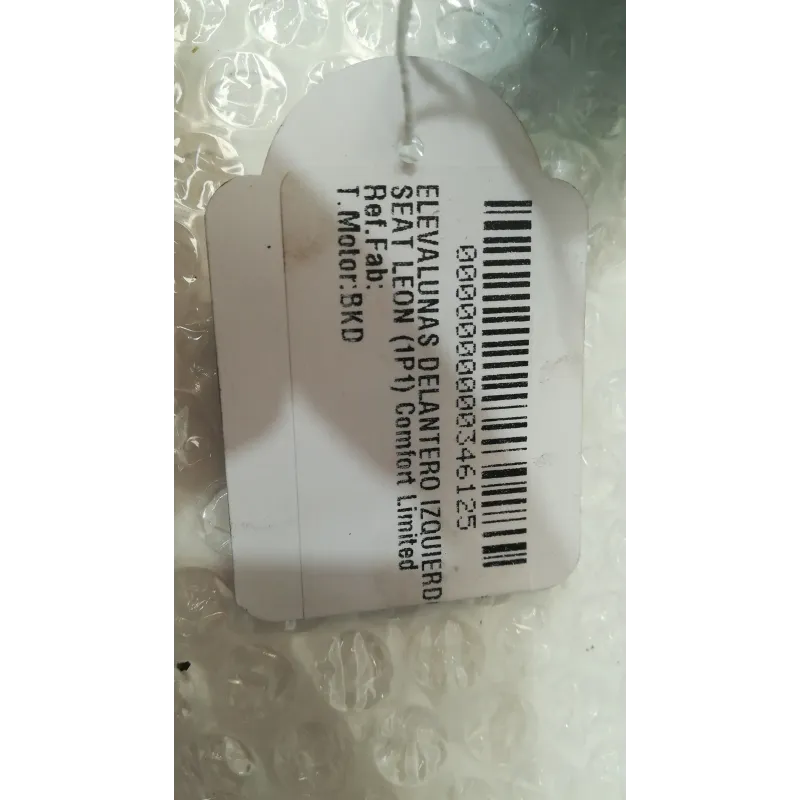 0000000000346125
ELEVALUNAS DELANTERO IZQUIERD
SEAT LEON (1P1) Comfort Limited
Ref.Fab:
T.Motor:BKD